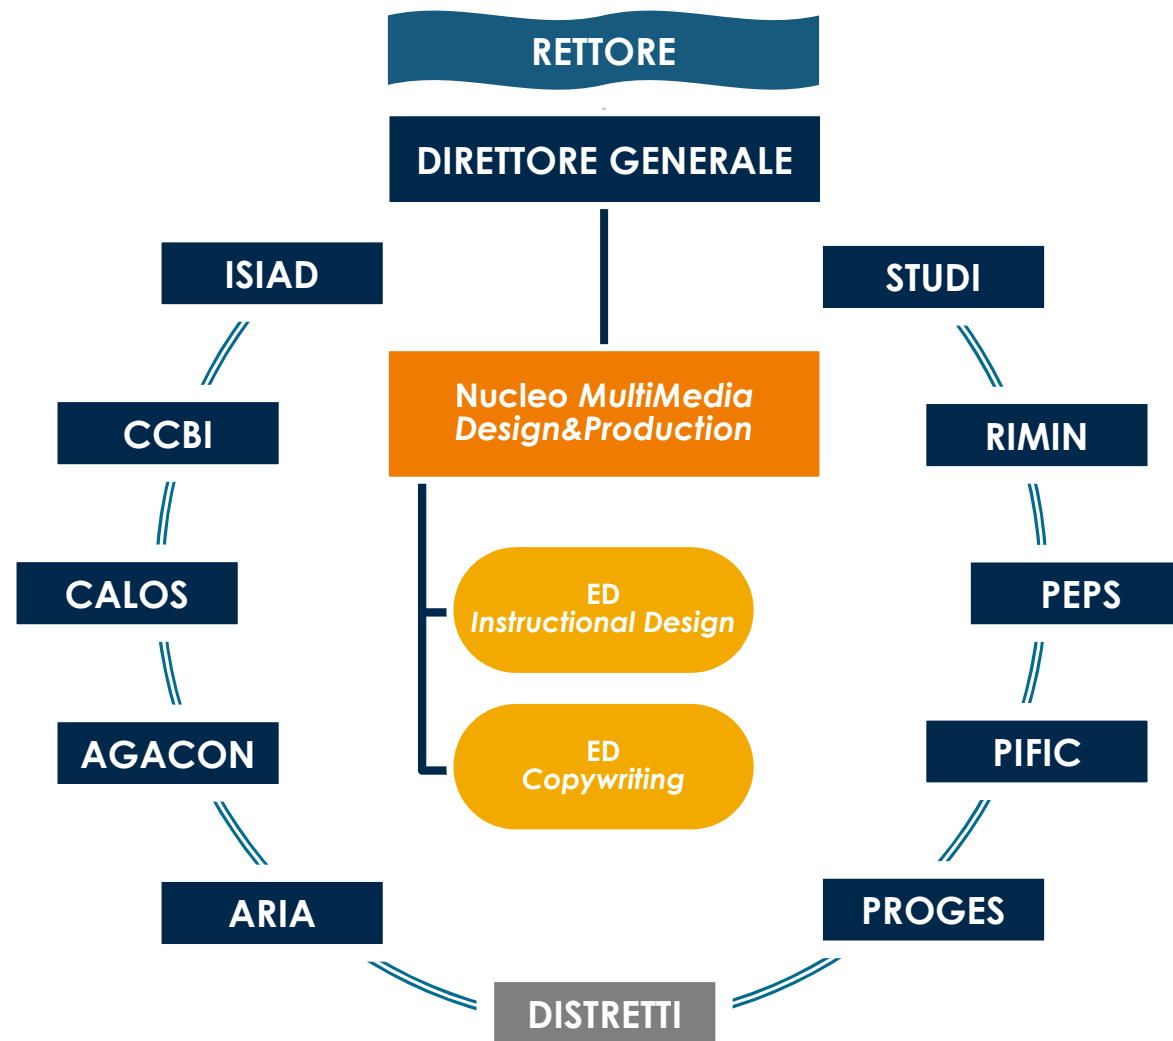 RETTORE
DIRETTORE GENERALE
ISIAD
STUDI
Nucleo MultiMedia
Design&Production
CCBI
RIMIN
ED
Instructional Design
CALOS
PEPS
AGACON
PIFIC
ED
Copywriting
ARIA
PROGES
DISTRETTI